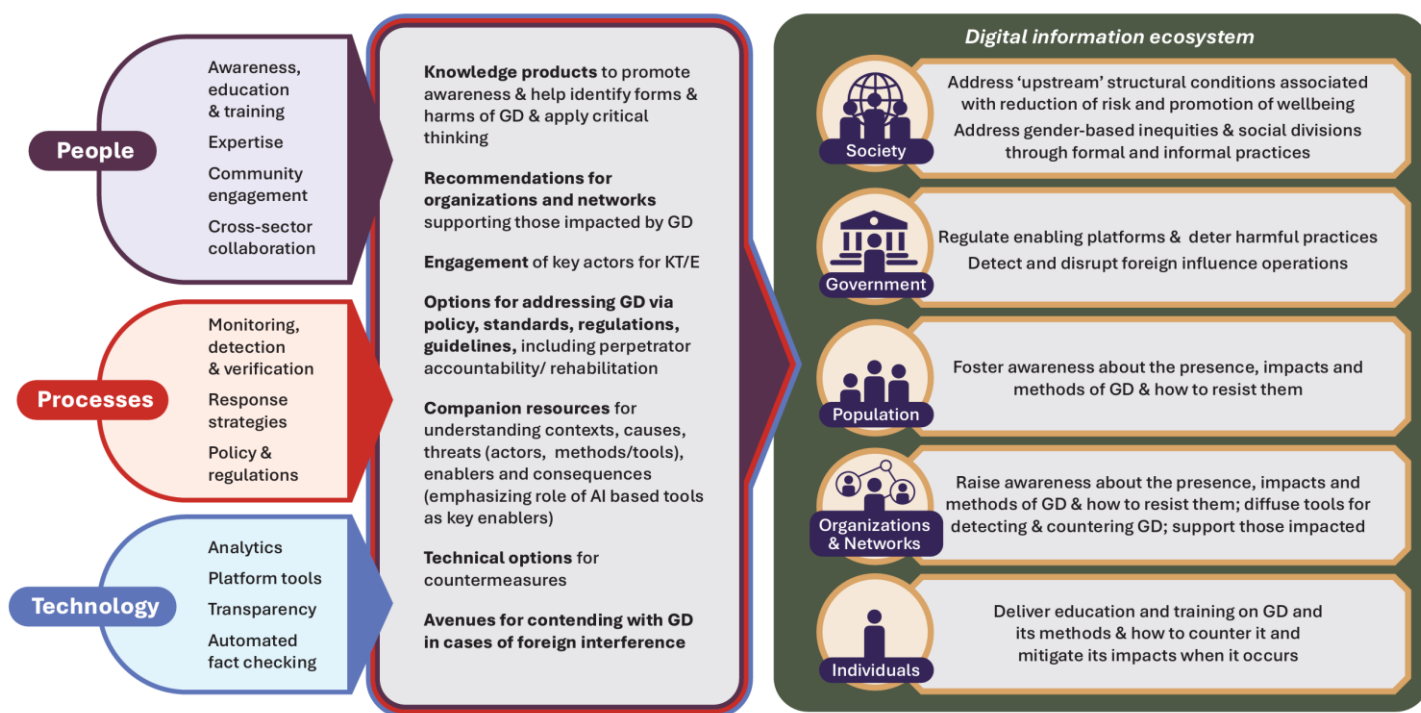 People
Awareness,
education
& training
Expertise
Community
engagement
Cross-sector
collaboration
Processes
Monitoring,
detection
& verification
Response
strategies
Policy &
regulations
Technology
Analytics
Platform tools
Transparency
Automated
fact checking
Knowledge products to promote
awareness & help identify forms &
harms of GD & apply critical
thinking
Recommendations for
organizations and networks
supporting those impacted by GD
Engagement of key actors for KT/E
Options for addressing GD via
policy, standards, regulations,
guidelines, including perpetrator
accountability/ rehabilitation
Companion resources for
understanding contexts, causes,
threats (actors, methods/tools),
enablers and consequences
(emphasizing role of AI based tools
as key enablers)
Technical options for
countermeasures
Avenues for contending with GD
in cases of foreign interference
Digital information ecosystem
Society
Address ‘upstream’ structural conditions associated
with reduction of risk and promotion of wellbeing
Address gender-based inequities & social divisions
through formal and informal practices
Government
Regulate enabling platforms & deter harmful practices
Detect and disrupt foreign influence operations
Population
Foster awareness about the presence, impacts and
methods of GD & how to resist them
Organizations
& Networks
Raise awareness about the presence, impacts and
methods of GD & how to resist them; diffuse tools for
detecting & countering GD; support those impacted
Individuals
Deliver education and training on GD and
its methods & how to counter it and
mitigate its impacts when it occurs